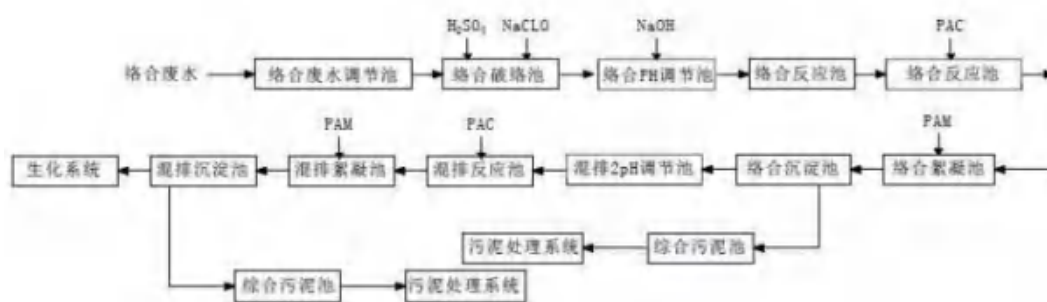 H₂SO₄ NaCLO NaOH PAC
络合废水 络合废水调节池 络合破络池 络合PH调节池 络合反应池 络合反应池
PAM PAC PAM
生化系统 混排沉淀池 混排絮凝池 混排反应池 混排2pH调节池 络合沉淀池 络合絮凝池
污泥处理系统 综合污泥池
综合污泥池 污泥处理系统